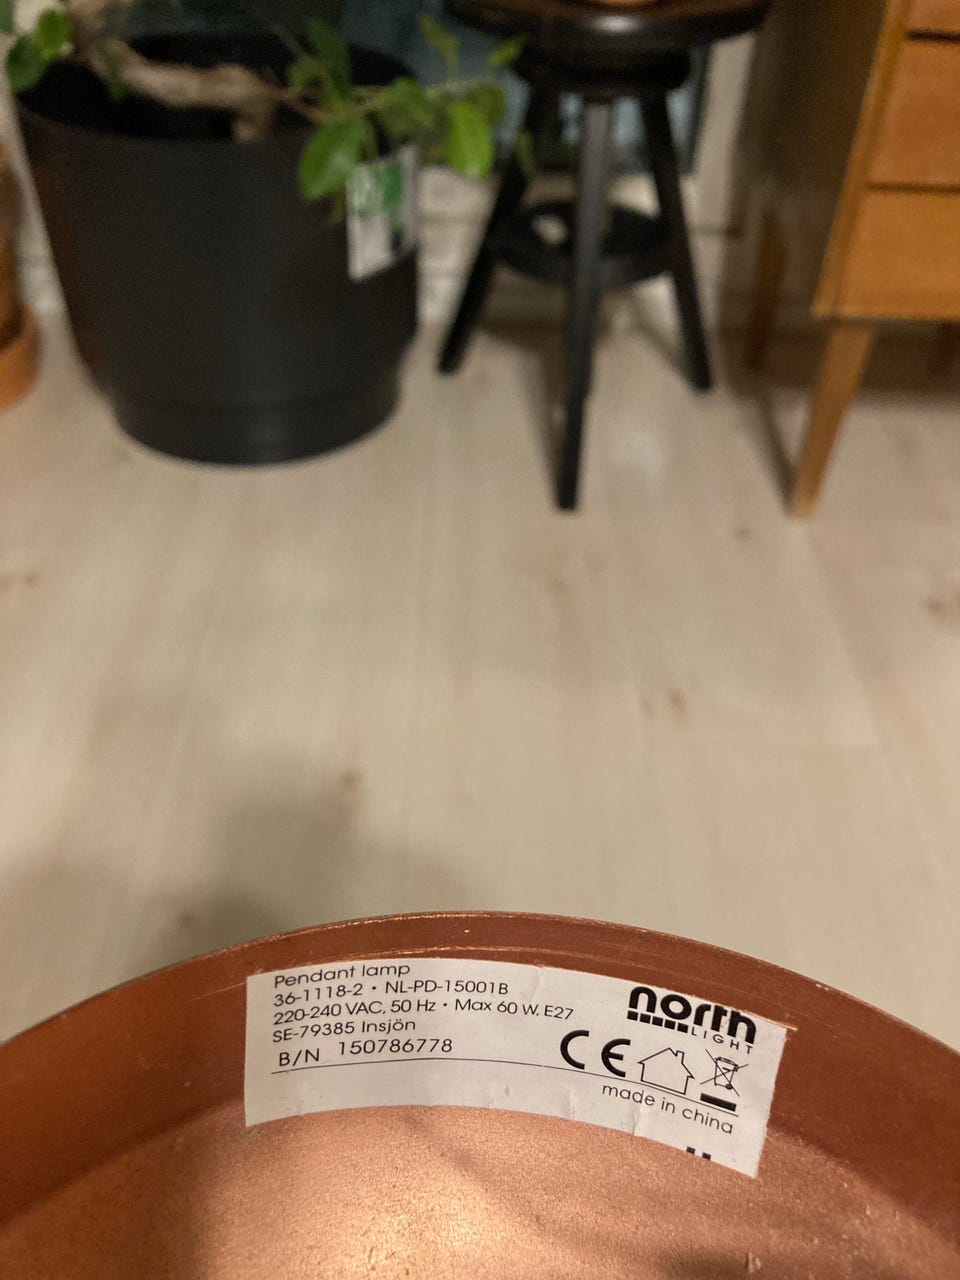 Pendant lamp
36-1118-2 • NL-PD-15001B
220-240 VAC, 50 Hz • Max 60 W, E27
SE-79385 Insjön
B/N 150786778
north
LIGHT
CE
made in china